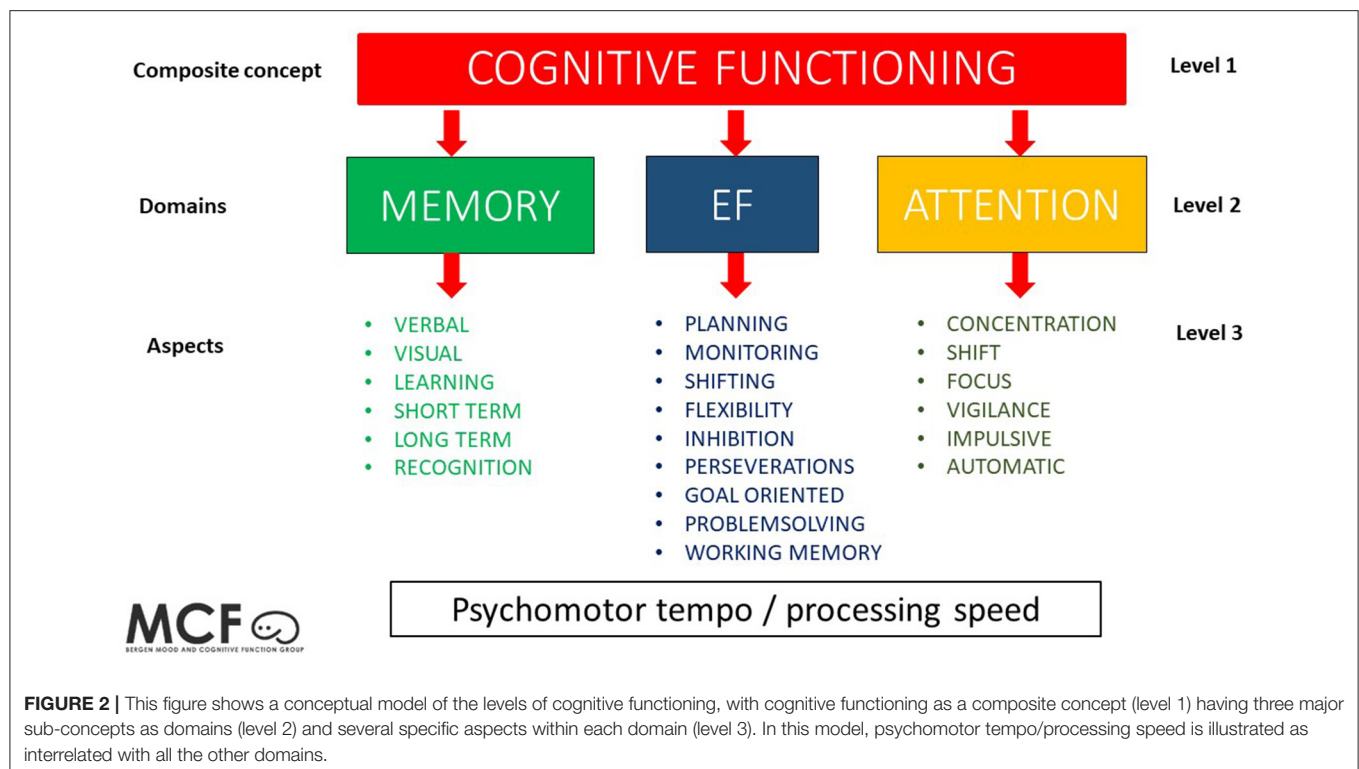 Composite concept
COGNITIVE FUNCTIONING
Level 1
Domains
MEMORY
EF
ATTENTION
Level 2
Aspects
• VERBAL
• VISUAL
• LEARNING
• SHORT TERM
• LONG TERM
• RECOGNITION
• PLANNING
• MONITORING
• SHIFTING
• FLEXIBILITY
• INHIBITION
• PERSEVERATIONS
• GOAL ORIENTED
• PROBLEMSOLVING
• WORKING MEMORY
• CONCENTRATION
• SHIFT
• FOCUS
• VIGILANCE
• IMPULSIVE
• AUTOMATIC
Level 3
Psychomotor tempo / processing speed
MCF
BERGEN MOOD AND COGNITIVE FUNCTION GROUP
FIGURE 2 | This figure shows a conceptual model of the levels of cognitive functioning, with cognitive functioning as a composite concept (level 1) having three major
sub-concepts as domains (level 2) and several specific aspects within each domain (level 3). In this model, psychomotor tempo/processing speed is illustrated as
interrelated with all the other domains.